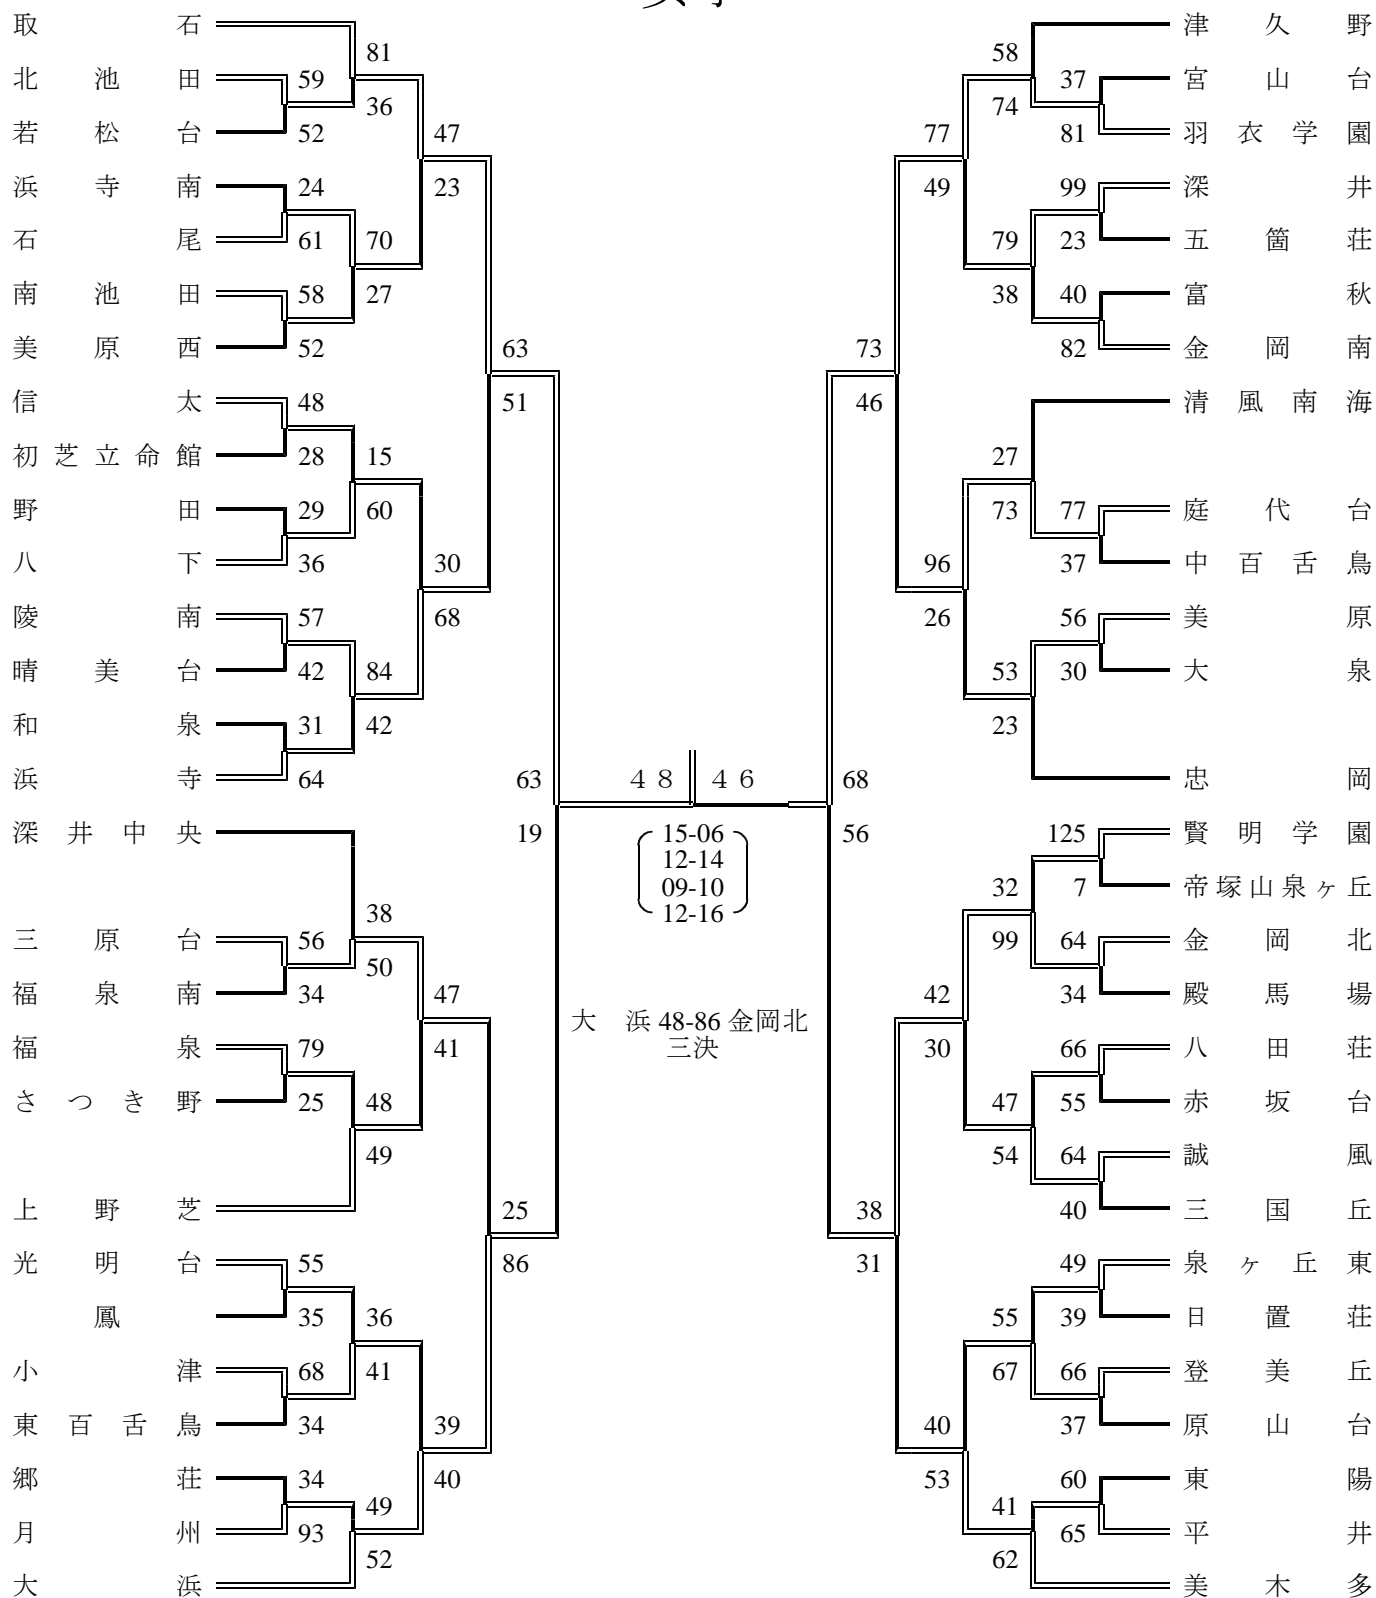 取石
81
北池田 59
36
若松台 52
47
浜寺南 24
23
石尾 61
70
南池田 58
27
美原西 52
63
51
信太 48
初芝立命館 28
15
野田 29
60
八下 36
30
陵南 57
68
晴美台 42
84
和泉 31
42
浜寺 64
63
19
深井中央
38
三原台 56
50
福泉南 34
47
福泉 79
41
さつき野 25
48
49
上野芝
25
光明台 55
86
鳳 35
36
小津 68
41
東百舌鳥 34
39
郷荘 34
40
49
月州 93
52
大浜
48 46
15-06
12-14
09-10
12-16
大 浜 48-86 金岡北
三決
津久野
58
37 宮山台
74
81 羽衣学園
77
99 深井
49
23 五箇荘
79
40 富秋
38
82 金岡南
73
46
清風南海
27
77 庭代台
73
37 中百舌鳥
96
56 美原
26
30 大泉
53
23
忠岡
68
56
125 賢明学園
7 帝塚山泉ヶ丘
32
64 金岡北
99
34 殿馬場
42
66 八田荘
30
55 赤坂台
47
64 誠風
54
40 三国丘
38
49 泉ヶ丘東
31
39 日置荘
55
66 登美丘
67
37 原山台
40
60 東陽
53
41
65 平井
62
美木多